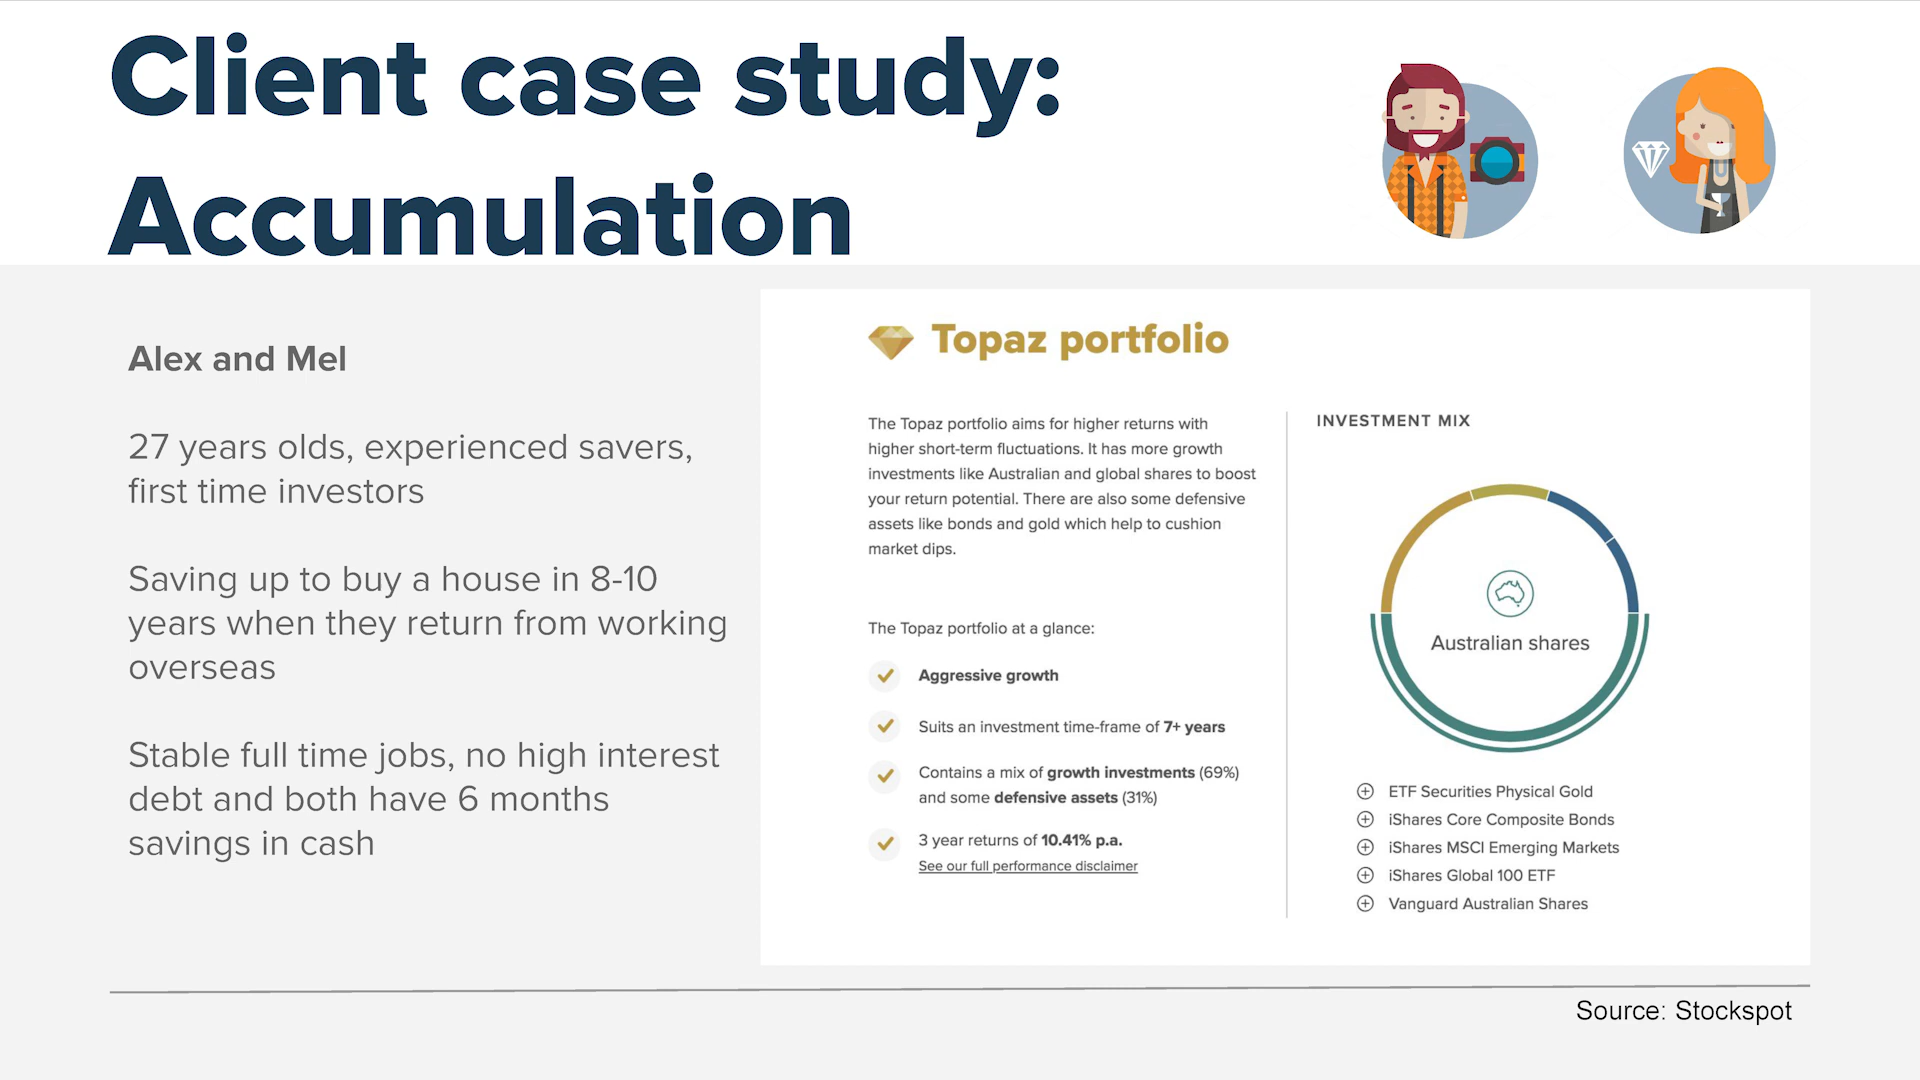 Client case study:
Accumulation
Alex and Mel
27 years olds, experienced savers,
first time investors
Saving up to buy a house in 8-10
years when they return from working
overseas
Stable full time jobs, no high interest
debt and both have 6 months
savings in cash
Topaz portfolio
The Topaz portfolio aims for higher returns with
higher short-term fluctuations. It has more growth
investments like Australian and global shares to boost
your return potential. There are also some defensive
assets like bonds and gold which help to cushion
market dips.
The Topaz portfolio at a glance:
Aggressive growth
Suits an investment time-frame of 7+ years
Contains a mix of growth investments (69%)
and some defensive assets (31%)
3 year returns of 10.41% p.a.
See our full performance disclaimer
INVESTMENT MIX
Australian shares
ETF Securities Physical Gold
iShares Core Composite Bonds
iShares MSCI Emerging Markets
iShares Global 100 ETF
Vanguard Australian Shares
Source: Stockspot